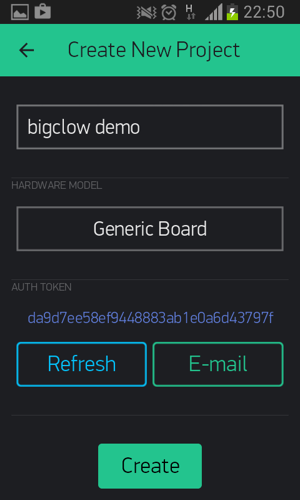 H 22:50
Create New Project
bigclow demo
HARDWARE MODEL
Generic Board
AUTH TOKEN
da9d7ee58ef9448883ab1e0a6d43797f
Refresh E-mail
Create